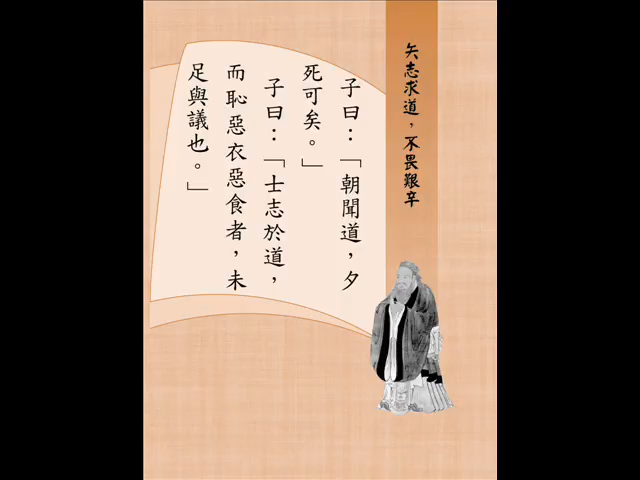 矢志求道，不畏艱辛
子曰：「朝聞道，夕
死可矣。」
子曰：「士志於道，
而恥惡衣惡食者，未
足與議也。」